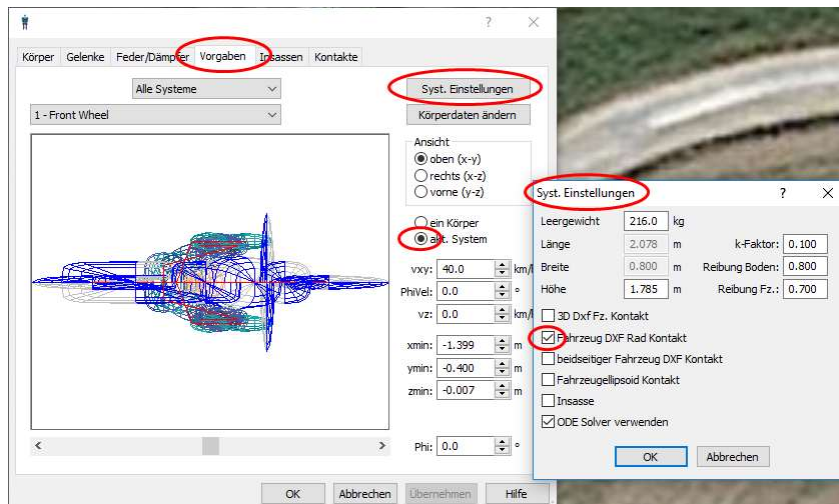 ?
Körper Gelenke Feder/Dämpfer Vorgaben Insassen Kontakte
Alle Systeme
1 - Front Wheel
Syst. Einstellungen
Körperdaten ändern
Ansicht
oben (x-y)
rechts (x-z)
vorne (y-z)
ein Körper
akt. System
vxy: 40.0
PhiVel: 0.0 °
vz: 0.0
xmin: -1.399 m
ymin: -0.400 m
zmin: -0.007 m
Phi: 0.0 °
OK Abbrechen Übernehmen Hilfe
Syst. Einstellungen ?
Leergewicht 216.0 kg
Länge 2.078 m k-Faktor: 0.100
Breite 0.800 m Reibung Boden: 0.800
Höhe 1.785 m Reibung Fz.: 0.700
3D Dxf Fz. Kontakt
Fahrzeug DXF Rad Kontakt
beidseitiger Fahrzeug DXF Kontakt
Fahrzeugellipsoid Kontakt
Insasse
ODE Solver verwenden
OK Abbrechen